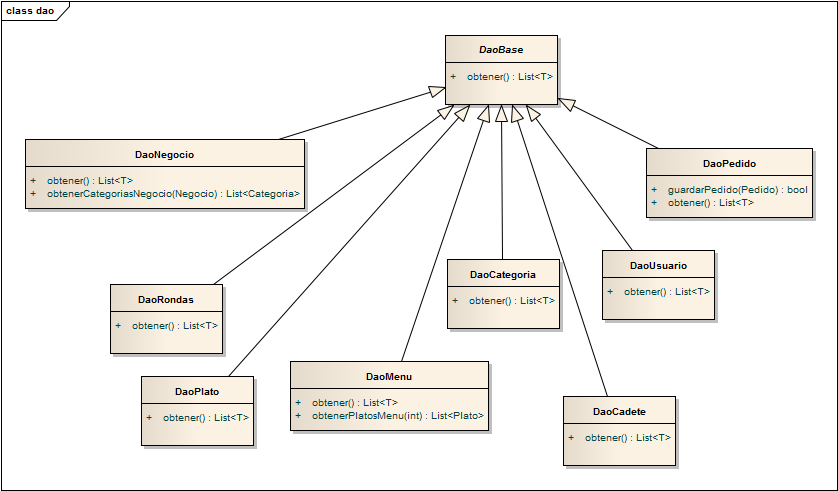 class dao
DaoBase
+ obtener() : List<T>
DaoNegocio
+ obtener() : List<T>
+ obtenerCategoriasNegocio(Negocio) : List<Categoria>
DaoPedido
+ guardarPedido(Pedido) : bool
+ obtener() : List<T>
DaoCategoria
+ obtener() : List<T>
DaoUsuario
+ obtener() : List<T>
DaoRondas
+ obtener() : List<T>
DaoMenu
+ obtener() : List<T>
+ obtenerPlatosMenu(int) : List<Plato>
DaoPlato
+ obtener() : List<T>
DaoCadete
+ obtener() : List<T>